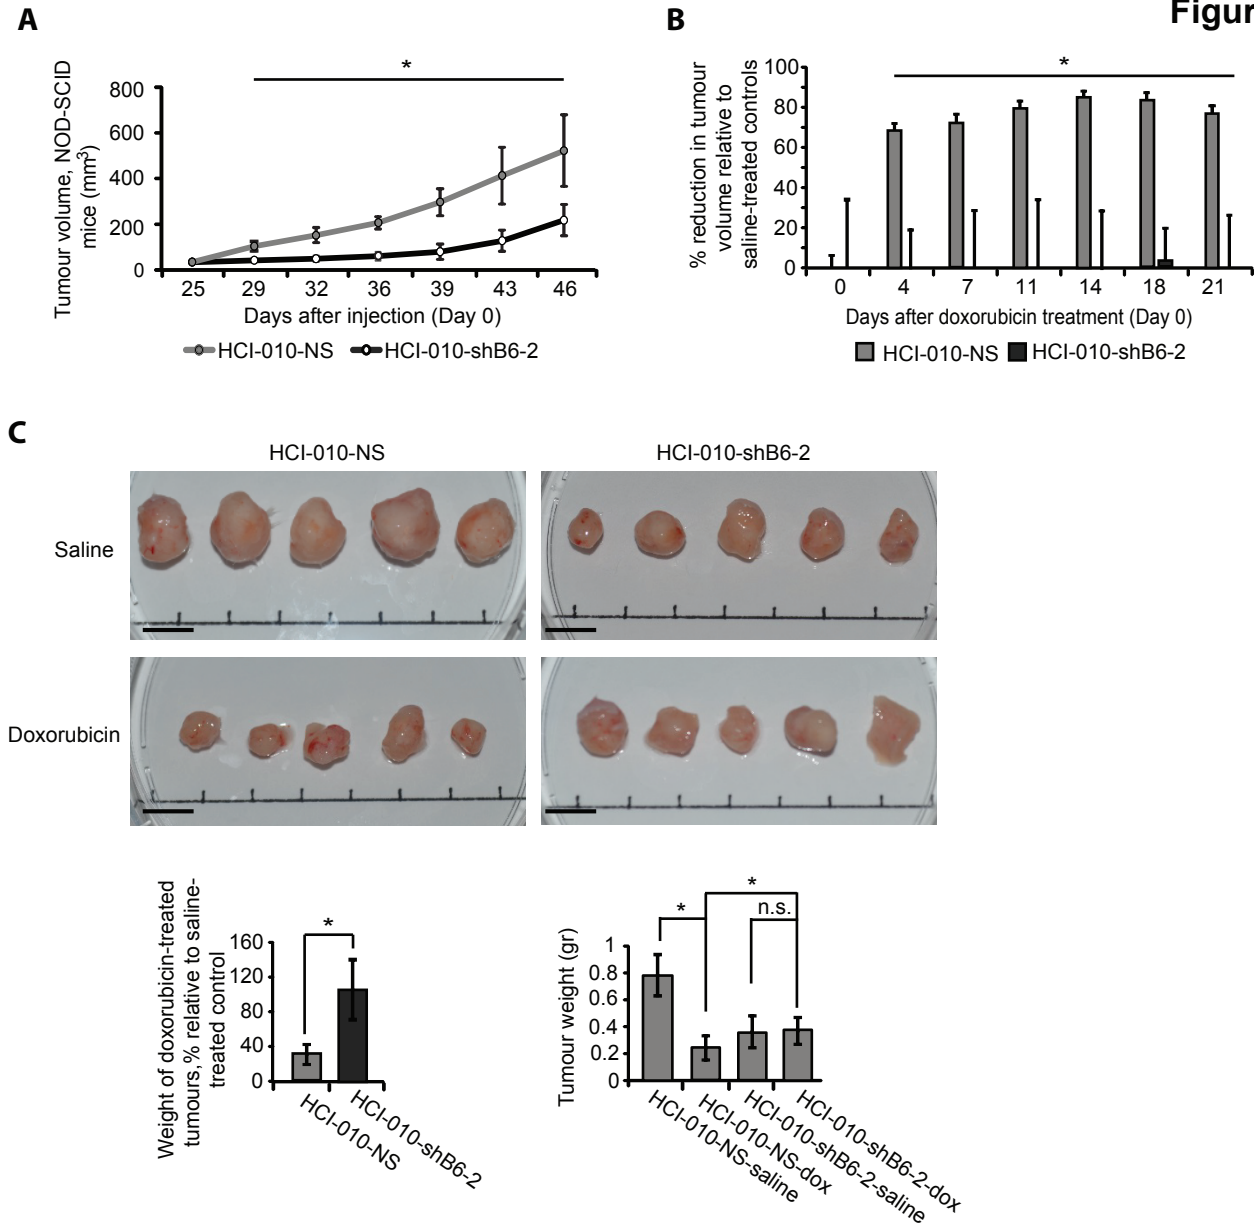 Figur
A
Tumour volume, NOD-SCID
mice (mm3)
800
600
400
200
0
*
25 29 32 36 39 43 46
Days after injection (Day 0)
HCI-010-NS HCI-010-shB6-2
B
% reduction in tumour
volume relative to
saline-treated controls
100
80
60
40
20
0
*
0 4 7 11 14 18 21
Days after doxorubicin treatment (Day 0)
HCI-010-NS HCI-010-shB6-2
C
HCI-010-NS HCI-010-shB6-2
Saline
Doxorubicin
Weight of doxorubicin-treated
tumours,% relative to saline-
treated control
160
120
80
40
0
*
HCI-010-NS
HCI-010-shB6-2
Tumour weight (gr)
1
0.8
0.6
0.4
0.2
0
*
*
n.s.
HCI-010-NS-saline
HCI-010-NS-dox
HCI-010-shB6-2-saline
HCI-010-shB6-2-dox